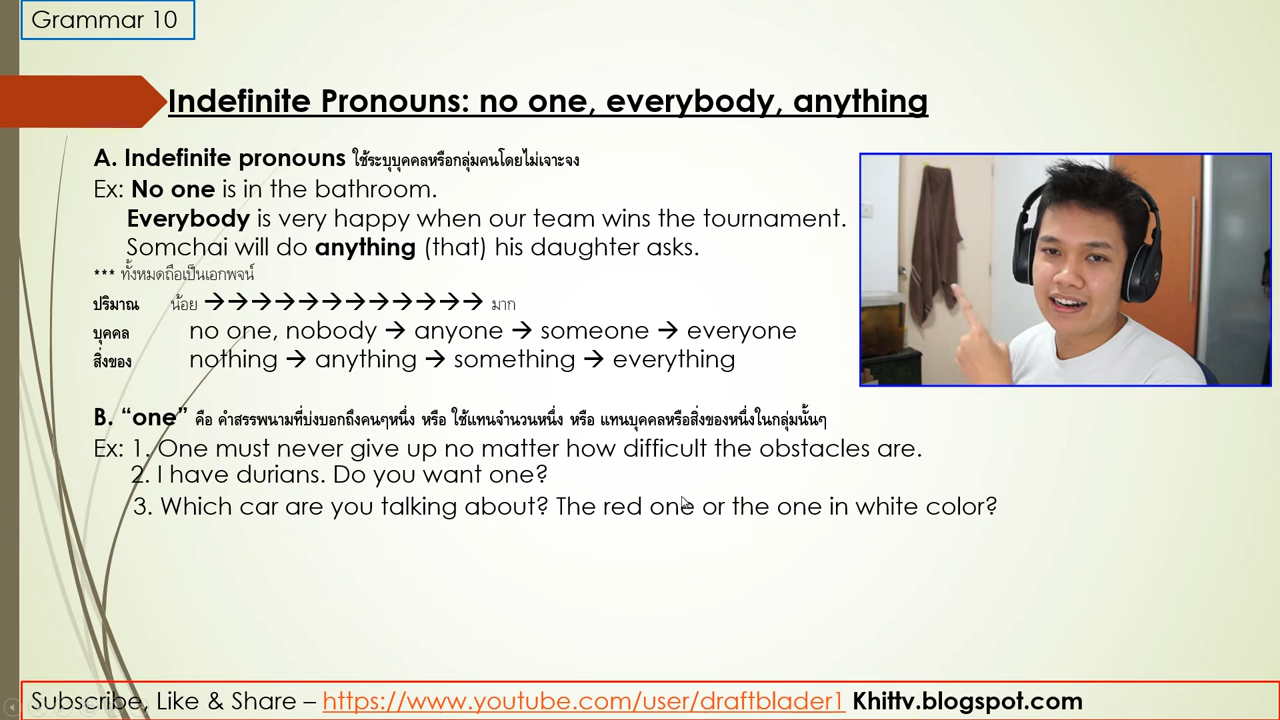 Grammar 10
Indefinite Pronouns: no one, everybody, anything
A. Indefinite pronouns ใช้ระบุบุคคลหรือกลุ่มคนโดยไม่เจาะจง
Ex: No one is in the bathroom.
Everybody is very happy when our team wins the tournament.
Somchai will do anything (that) his daughter asks.
*** ทั้งหมดถือเป็นเอกพจน์
ปริมาณ น้อย →→→→→→→→→→→→ มาก
บุคคล no one, nobody → anyone → someone → everyone
สิ่งของ nothing → anything → something → everything
B. “one” คือ คำสรรพนามที่บ่งบอกถึงคนๆหนึ่ง หรือ ใช้แทนจำนวนหนึ่ง หรือ แทนบุคคลหรือสิ่งของหนึ่งในกลุ่มนั้นๆ
Ex: 1. One must never give up no matter how difficult the obstacles are.
2. I have durians. Do you want one?
3. Which car are you talking about? The red one or the one in white color?
Subscribe, Like & Share – https://www.youtube.com/user/draftblader1 Khittv.blogspot.com